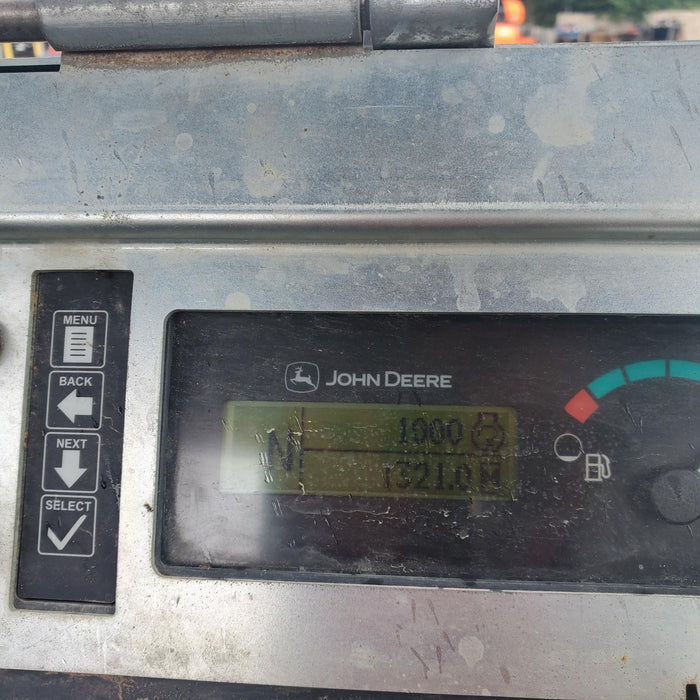 MENU
BACK
NEXT
SELECT
JOHN DEERE
N
1000
1321.0 H